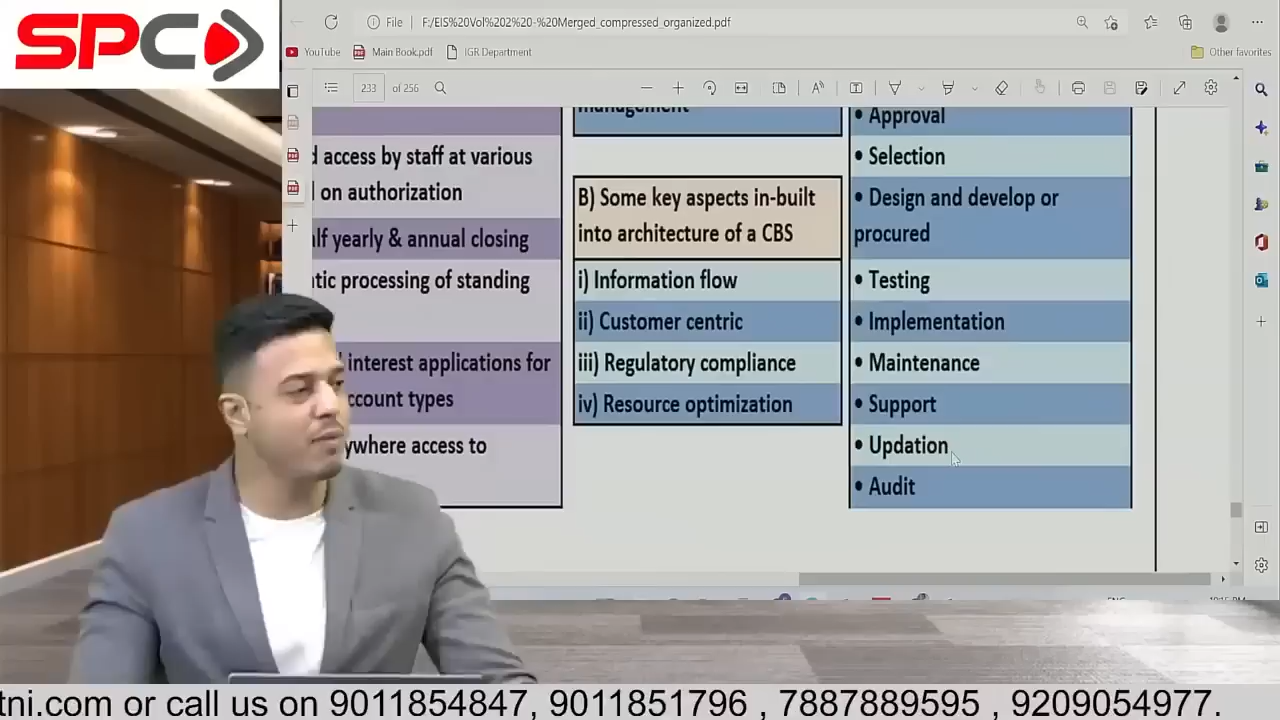 SPC
File
F:/EIS%20Vol%202%20-%20Merged_compressed_organized.pdf
YouTube
Main Book.pdf
IGR Department
Other favorites
233 of 256
access by staff at various
on authorization
yearly & annual closing
processing of standing
interest applications for
types
access to
management
B) Some key aspects in-built
into architecture of a CBS
i) Information flow
ii) Customer centric
iii) Regulatory compliance
iv) Resource optimization
• Approval
• Selection
• Design and develop or
procured
• Testing
• Implementation
• Maintenance
• Support
• Updation
• Audit
tni.com or call us on 9011854847, 9011851796 , 7887889595 , 9209054977.